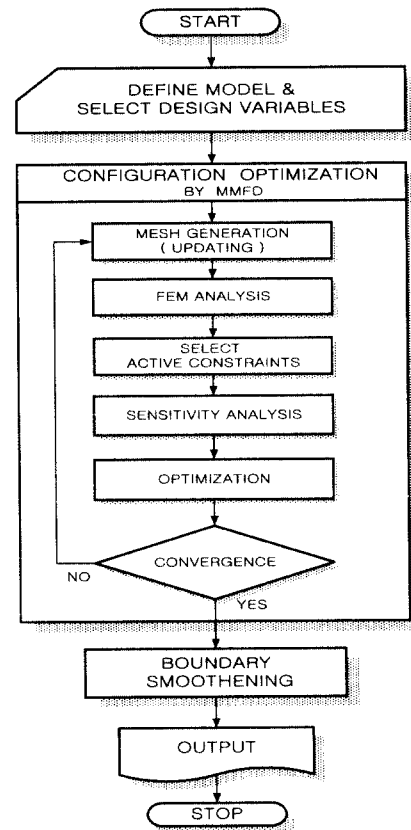 START
DEFINE MODEL &
SELECT DESIGN VARIABLES
CONFIGURATION OPTIMIZATION
BY MMFD
MESH GENERATION
( UPDATING )
FEM ANALYSIS
SELECT
ACTIVE CONSTRAINTS
SENSITIVITY ANALYSIS
OPTIMIZATION
CONVERGENCE
NO
YES
BOUNDARY
SMOOTHENING
OUTPUT
STOP